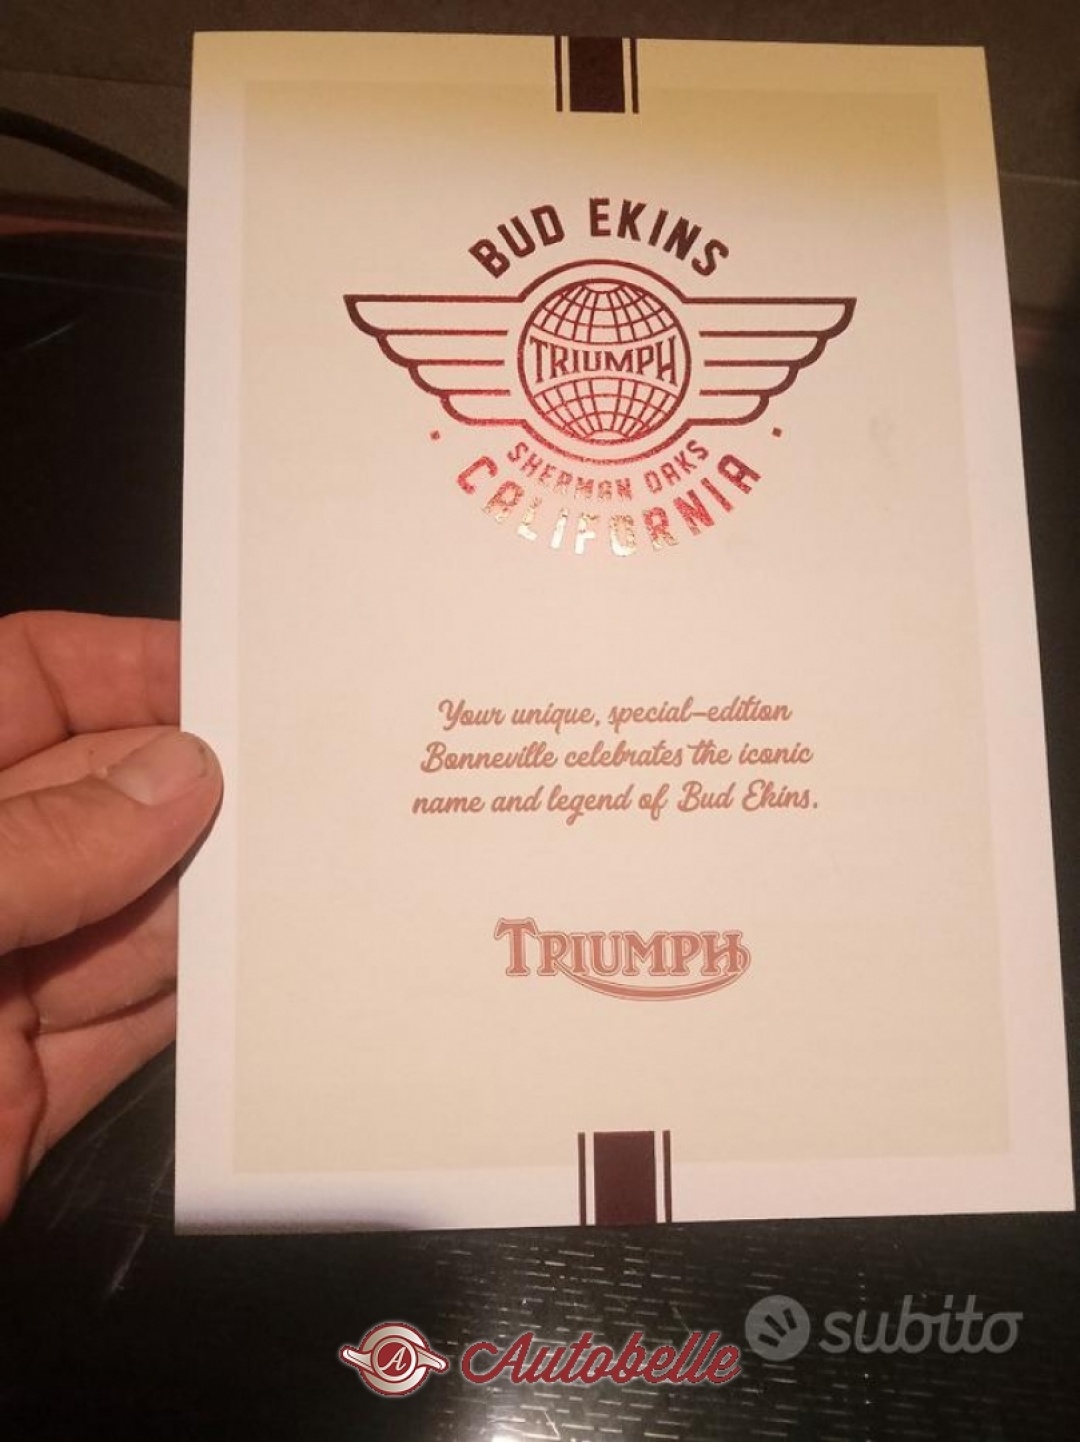 BUD EKINS
TRIUMPH
SHERMAN OAKS
CALIFORNIA
Your unique, special-edition
Bonneville celebrates the iconic
name and legend of Bud Ekins.
TRIUMPH
subito
A Autobelle